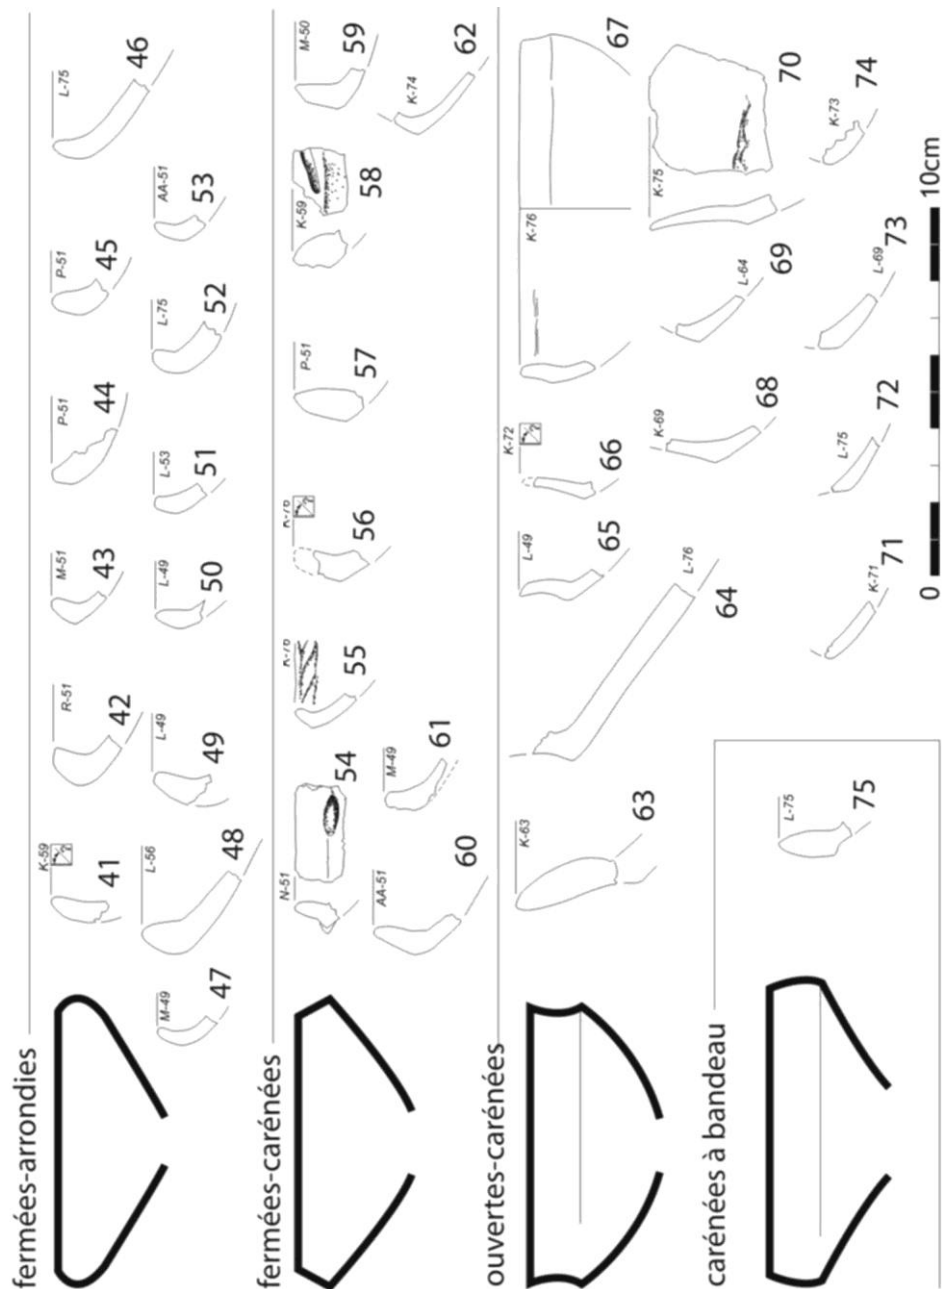 fermées-arrondies
K-59 R-51 M-51 P-51 P-51 L-75
41 42 43 44 45 46
M-49 L-56 L-49 L-49 L-53 L-75 AA-51
47 48 49 50 51 52 53
fermées-carénées
N-51 P-51 K-59 M-50
54 55 56 57 58 59
AA-51 M-49 K-74
60 61 62
ouvertes-carénées
K-63 L-76 L-49 K-72 K-76
63 64 65 66 67
K-69 L-64 K-75
68 69 70
K-71 L-75 L-69 K-73
71 72 73 74
carénées à bandeau
L-75
75
0 10cm